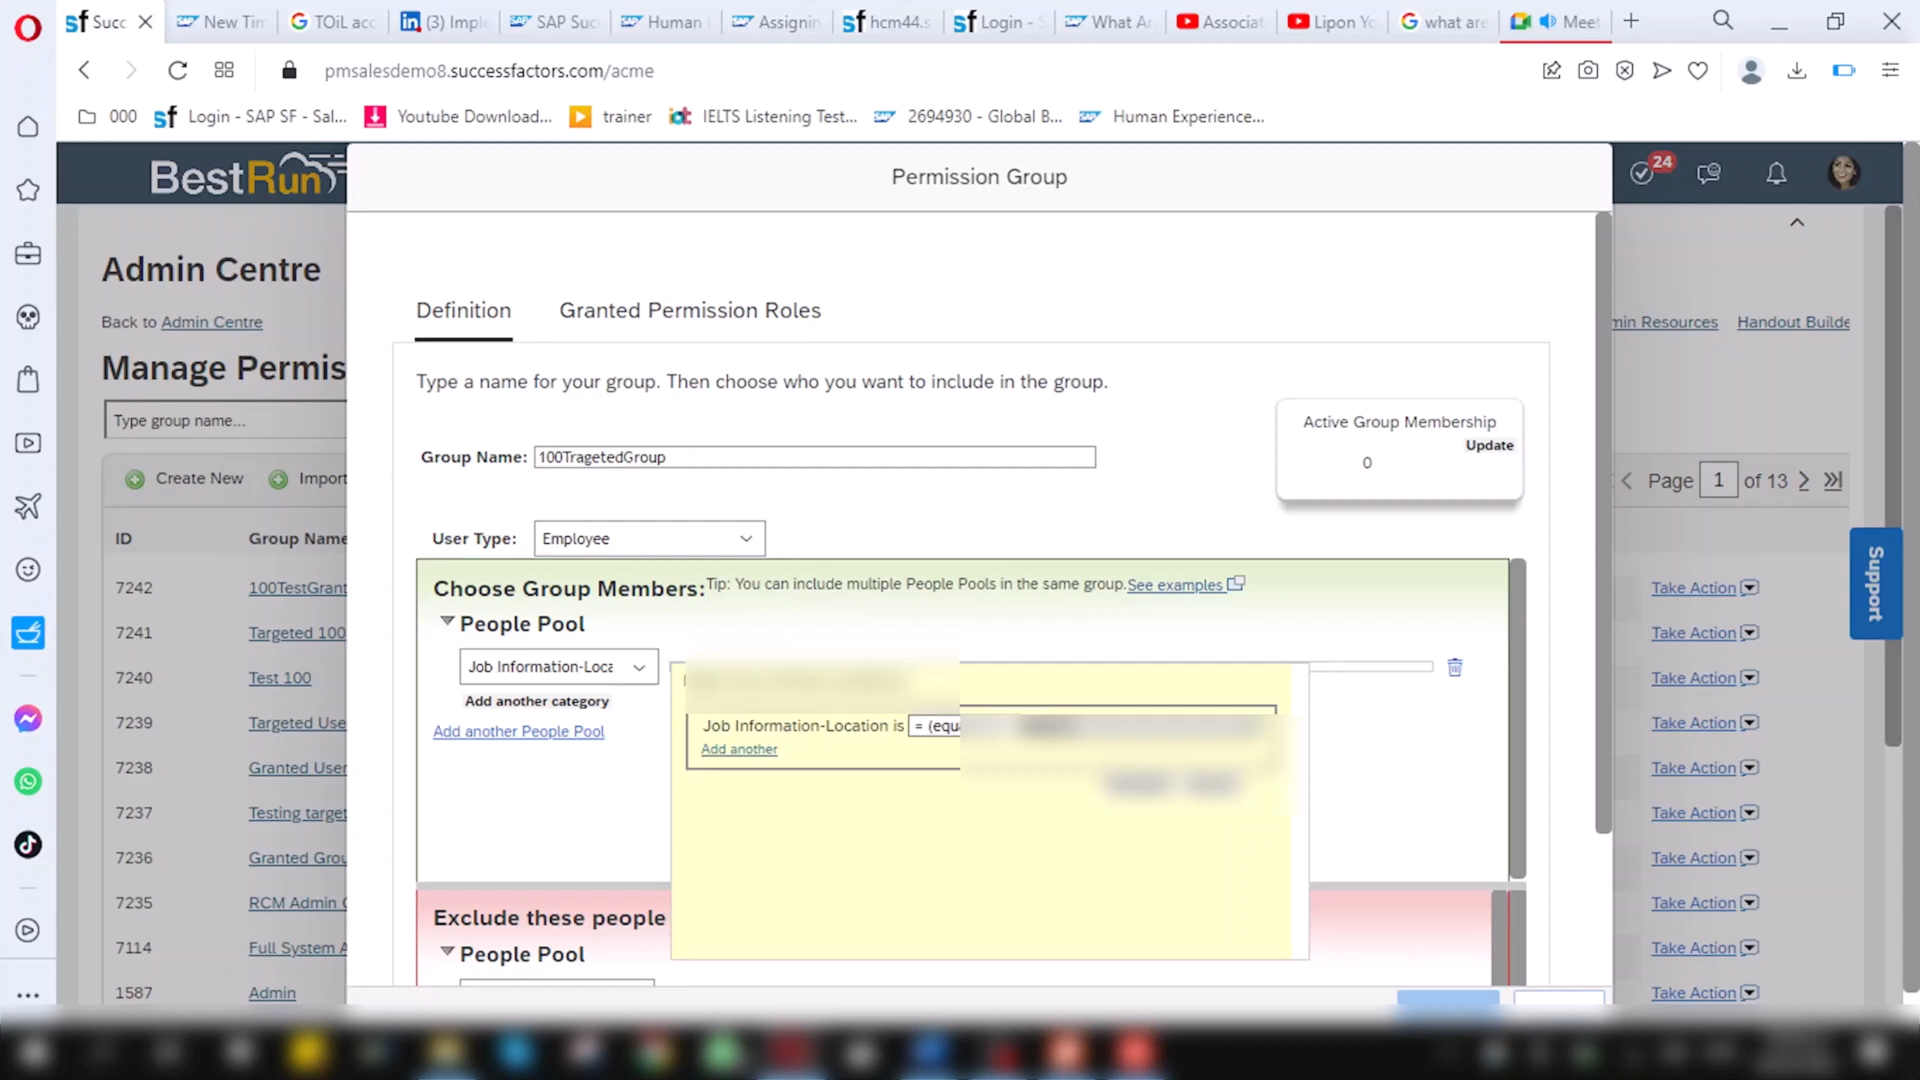 Succ
New Tim
TOiL acc
(3) Imple
SAP Suc
Human
Assignin
hcm44.s
Login - S
What Ar
Associat
Lipon Yo
what are
Meet
pmsalesdemo8.successfactors.com/acme
000
Login - SAP SF - Sal...
Youtube Download...
trainer
IELTS Listening Test...
2694930 - Global B...
Human Experience...
BestRun
Permission Group
24
Admin Centre
Back to Admin Centre
min Resources
Handout Builde
Manage Permis
Type group name...
Create New
Import
Page 1 of 13
ID
Group Name
7242 100TestGrant Take Action
7241 Targeted 100 Take Action
7240 Test 100 Take Action
7239 Targeted Use Take Action
7238 Granted User Take Action
7237 Testing target Take Action
7236 Granted Grou Take Action
7235 RCM Admin Take Action
7114 Full System A Take Action
1587 Admin Take Action
Definition
Granted Permission Roles
Type a name for your group. Then choose who you want to include in the group.
Active Group Membership
Update
0
Group Name: 100TragetedGroup
User Type: Employee
Choose Group Members: Tip: You can include multiple People Pools in the same group. See examples
People Pool
Job Information-Loca
Add another category
Add another People Pool
Job Information-Location is = (equa
Add another
Exclude these people
People Pool
Support